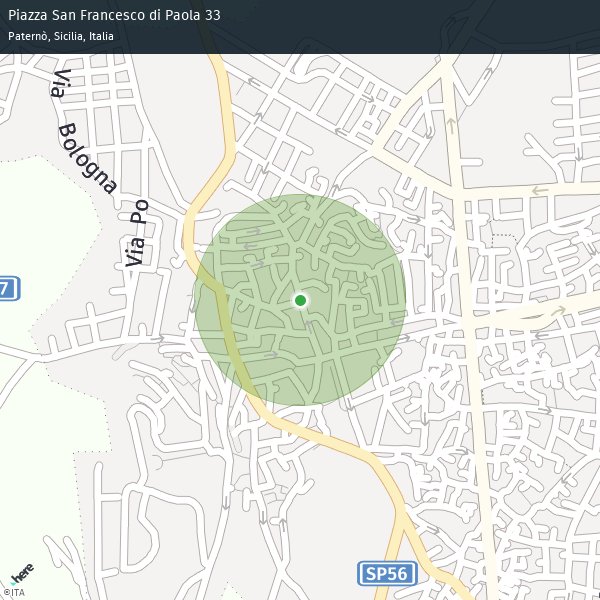 Piazza San Francesco di Paola 33
Paternò, Sicilia, Italia
Via Bologna
Via Po
7
SP56
here
©ITA